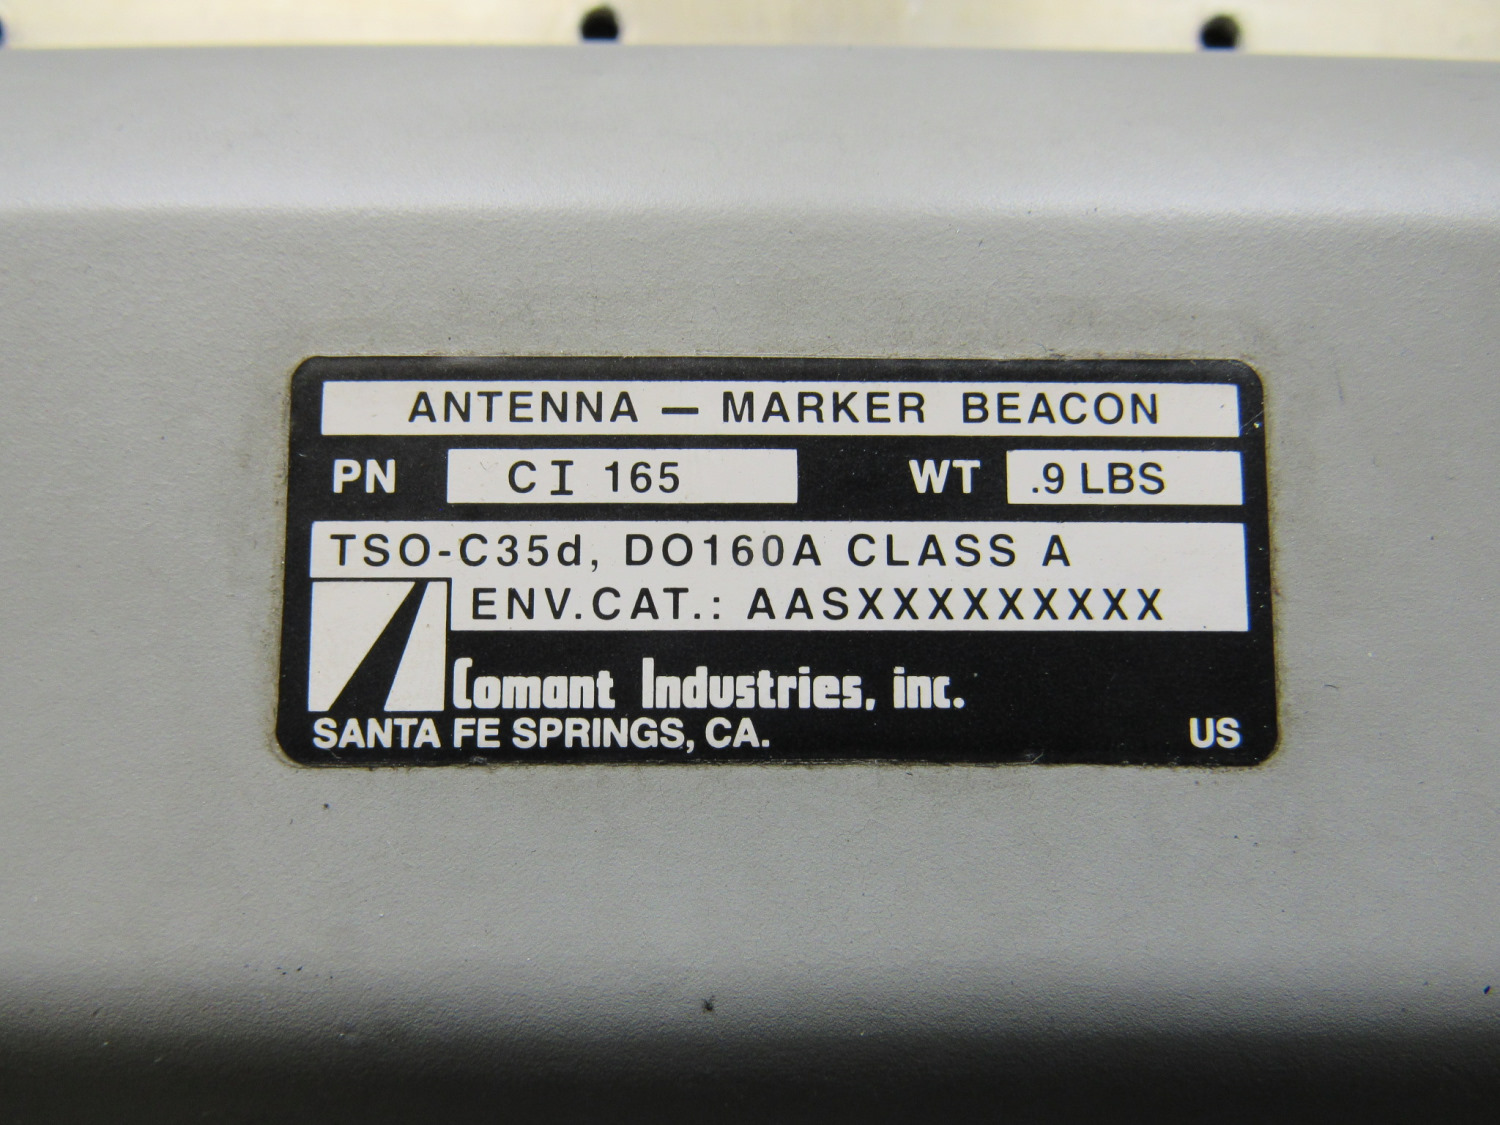 ANTENNA — MARKER BEACON
PN CI 165 WT .9 LBS
TSO-C35d, DO160A CLASS A
ENV.CAT.: AASXXXXXXXXX
Comant Industries, inc.
SANTA FE SPRINGS, CA. US